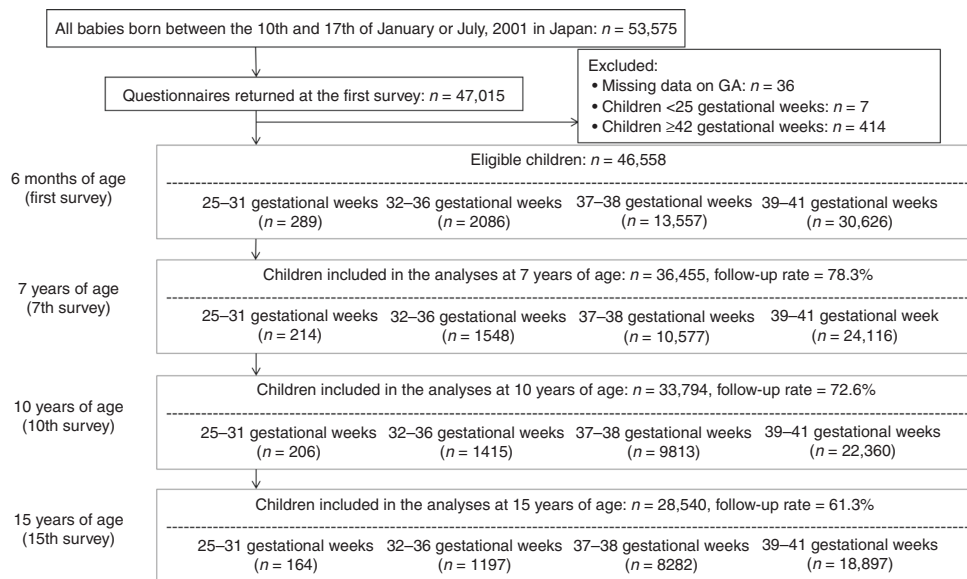 All babies born between the 10th and 17th of January or July, 2001 in Japan: n = 53,575
Questionnaires returned at the first survey: n = 47,015
Excluded:
• Missing data on GA: n = 36
• Children <25 gestational weeks: n = 7
• Children ≥42 gestational weeks: n = 414
6 months of age
(first survey)
Eligible children: n = 46,558
25–31 gestational weeks 32–36 gestational weeks 37–38 gestational weeks 39–41 gestational weeks
(n = 289) (n = 2086) (n = 13,557) (n = 30,626)
7 years of age
(7th survey)
Children included in the analyses at 7 years of age: n = 36,455, follow-up rate = 78.3%
25–31 gestational weeks 32–36 gestational weeks 37–38 gestational weeks 39–41 gestational week
(n = 214) (n = 1548) (n = 10,577) (n = 24,116)
10 years of age
(10th survey)
Children included in the analyses at 10 years of age: n = 33,794, follow-up rate = 72.6%
25–31 gestational weeks 32–36 gestational weeks 37–38 gestational weeks 39–41 gestational weeks
(n = 206) (n = 1415) (n = 9813) (n = 22,360)
15 years of age
(15th survey)
Children included in the analyses at 15 years of age: n = 28,540, follow-up rate = 61.3%
25–31 gestational weeks 32–36 gestational weeks 37–38 gestational weeks 39–41 gestational weeks
(n = 164) (n = 1197) (n = 8282) (n = 18,897)